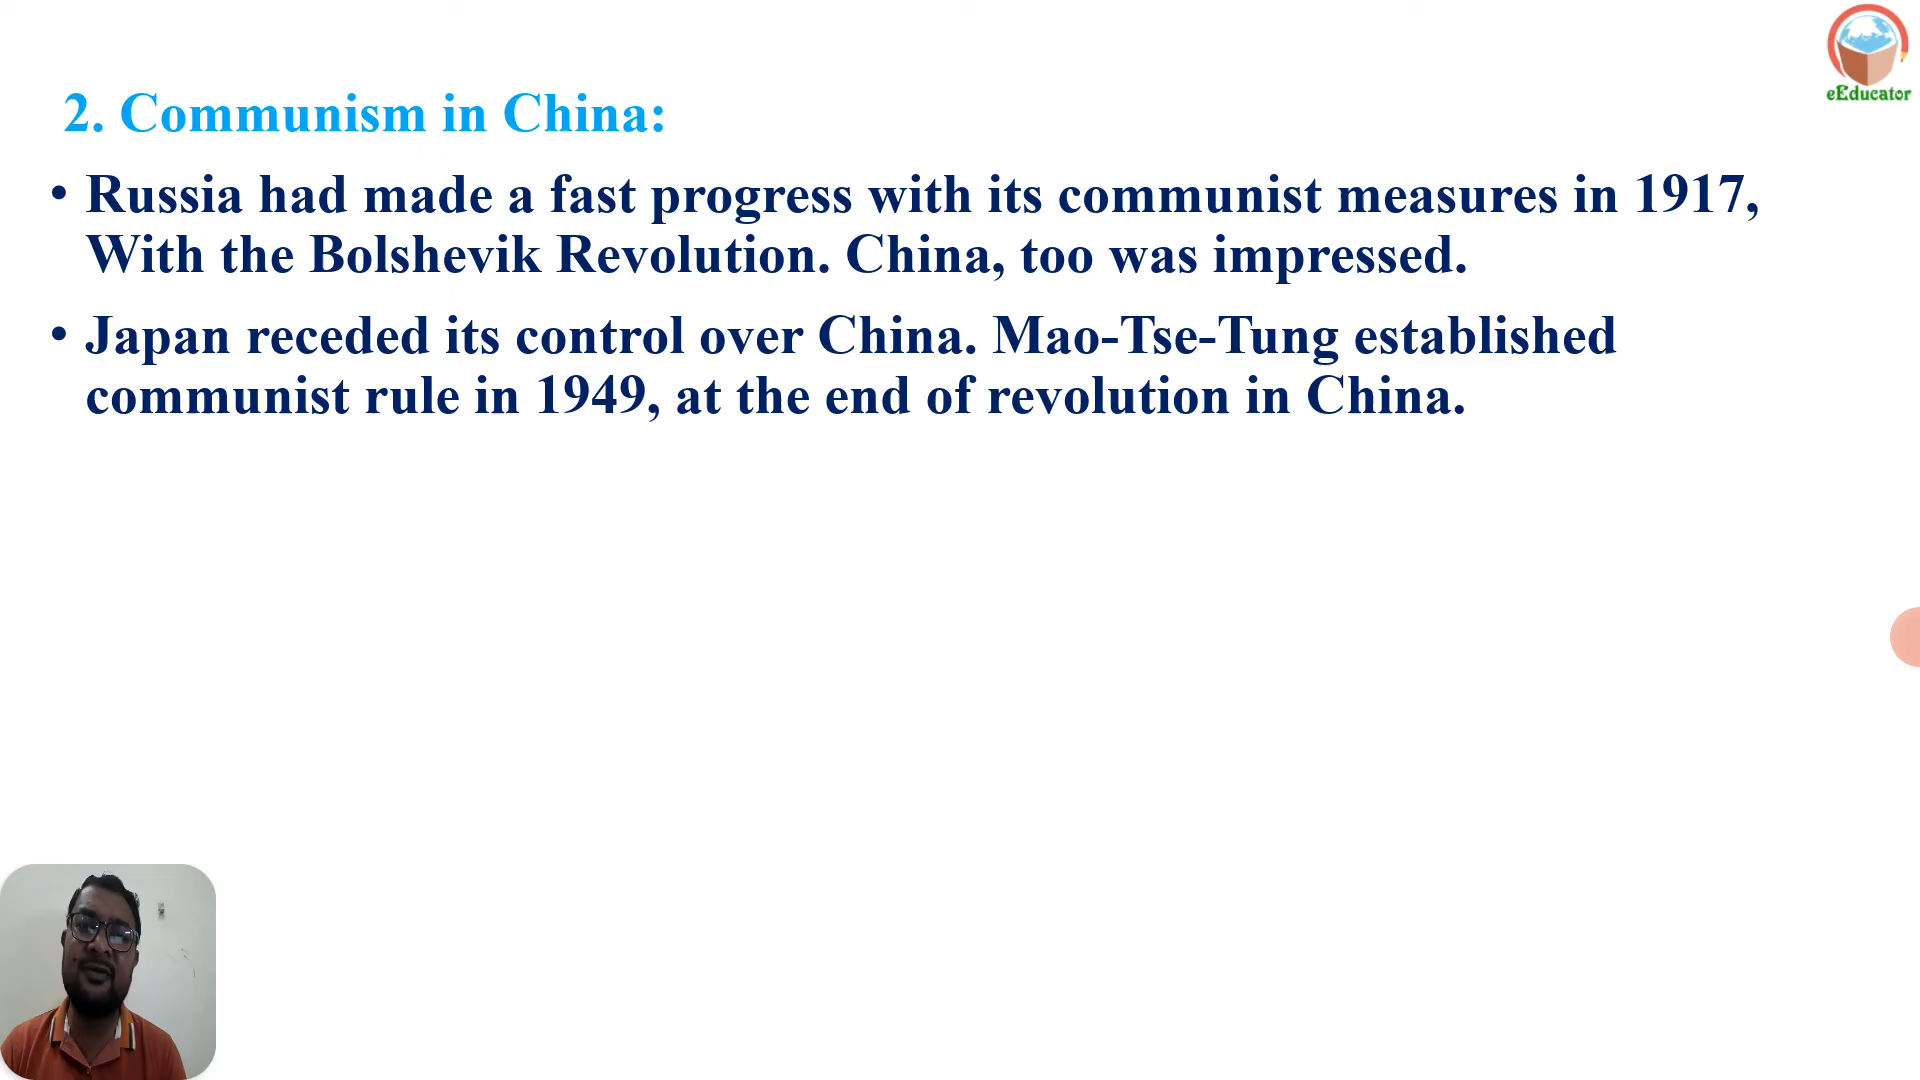 eEducator
2. Communism in China:
• Russia had made a fast progress with its communist measures in 1917,
With the Bolshevik Revolution. China, too was impressed.
• Japan receded its control over China. Mao-Tse-Tung established
communist rule in 1949, at the end of revolution in China.